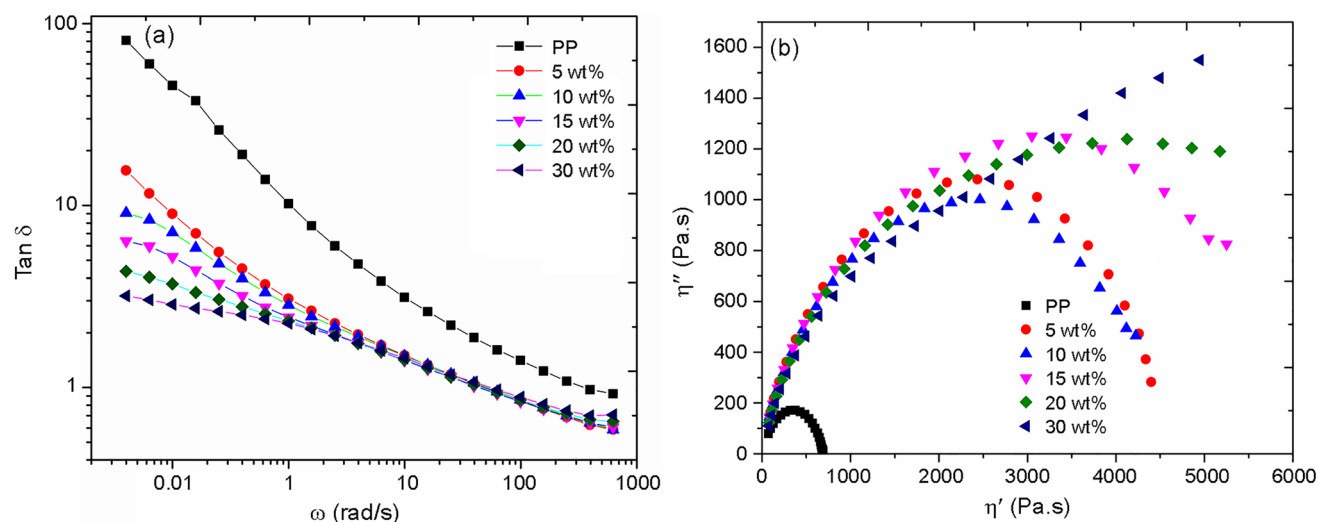 (a)
100
10
1
Tan δ
0.01
1
10
100
1000
ω (rad/s)
PP
5 wt%
10 wt%
15 wt%
20 wt%
30 wt%
(b)
1600
1400
1200
1000
800
600
400
200
0
η″ (Pa.s)
0
1000
2000
3000
4000
5000
6000
η′ (Pa.s)
PP
5 wt%
10 wt%
15 wt%
20 wt%
30 wt%